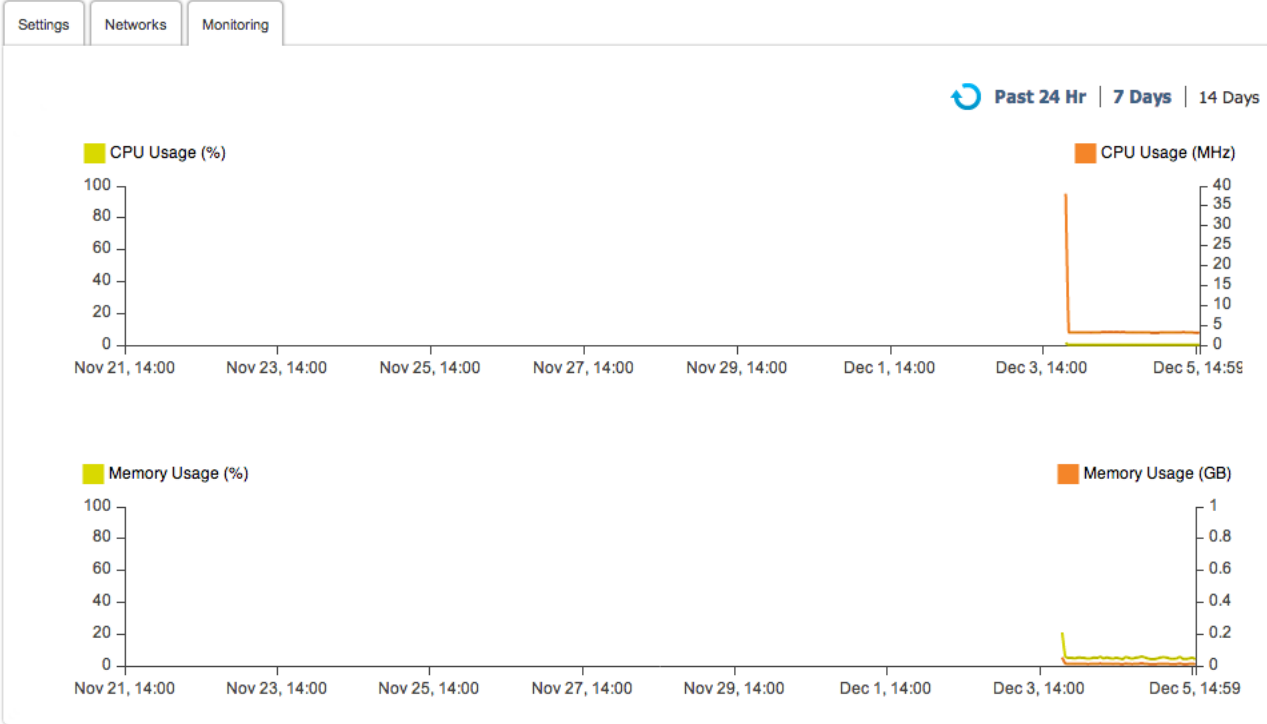 Settings Networks Monitoring
Past 24 Hr | 7 Days | 14 Days
CPU Usage (%) CPU Usage (MHz)
100 40
35
80 30
60 25
20
40 15
20 10
5
0 0
Nov 21, 14:00 Nov 23, 14:00 Nov 25, 14:00 Nov 27, 14:00 Nov 29, 14:00 Dec 1, 14:00 Dec 3, 14:00 Dec 5, 14:59
Memory Usage (%) Memory Usage (GB)
100 1
80 0.8
60 0.6
40 0.4
20 0.2
0 0
Nov 21, 14:00 Nov 23, 14:00 Nov 25, 14:00 Nov 27, 14:00 Nov 29, 14:00 Dec 1, 14:00 Dec 3, 14:00 Dec 5, 14:59